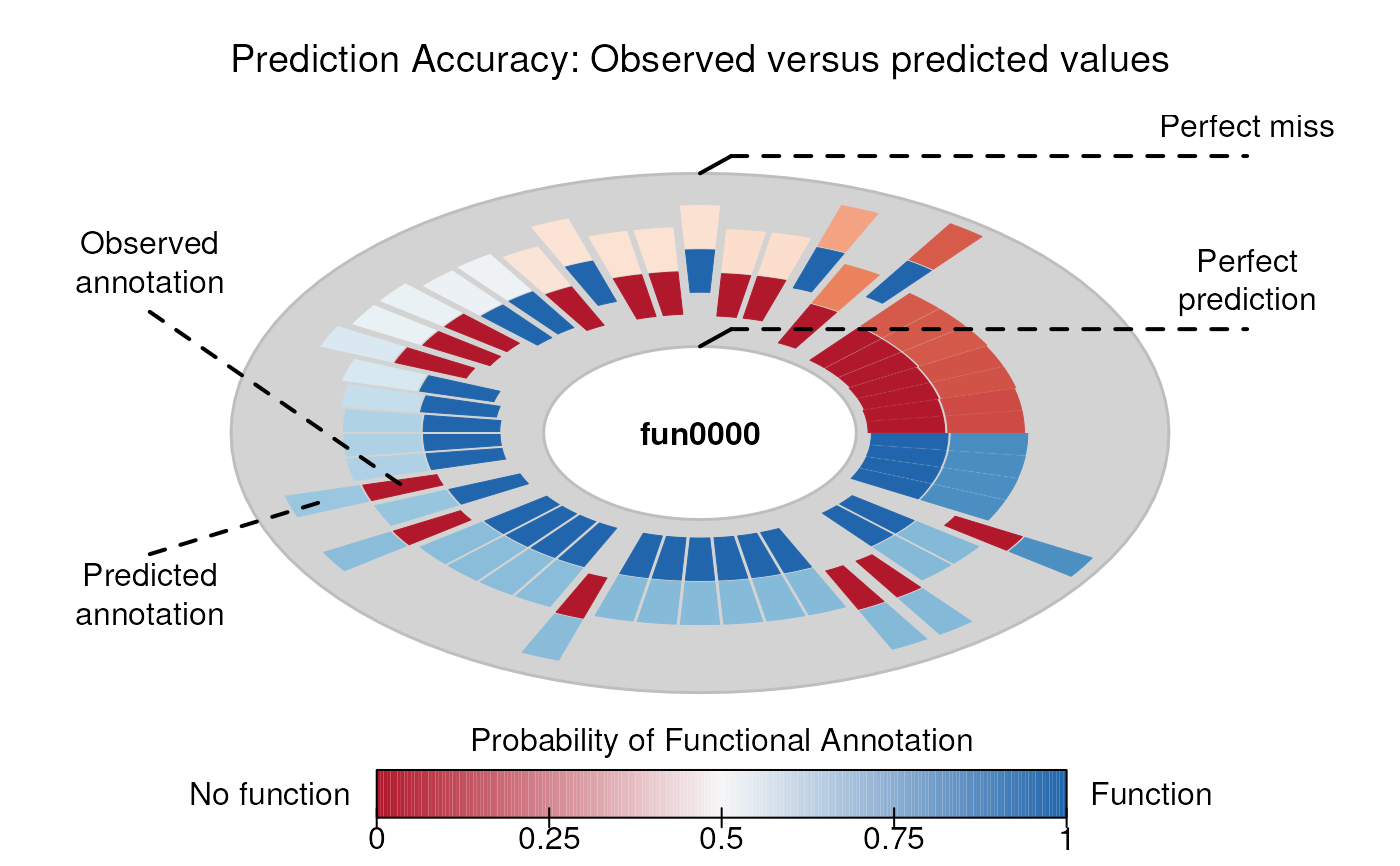 Prediction Accuracy: Observed versus predicted values
Perfect miss
Observed
annotation
Perfect
prediction
fun0000
Predicted
annotation
Probability of Functional Annotation
No function
Function
0
0.25
0.5
0.75
1